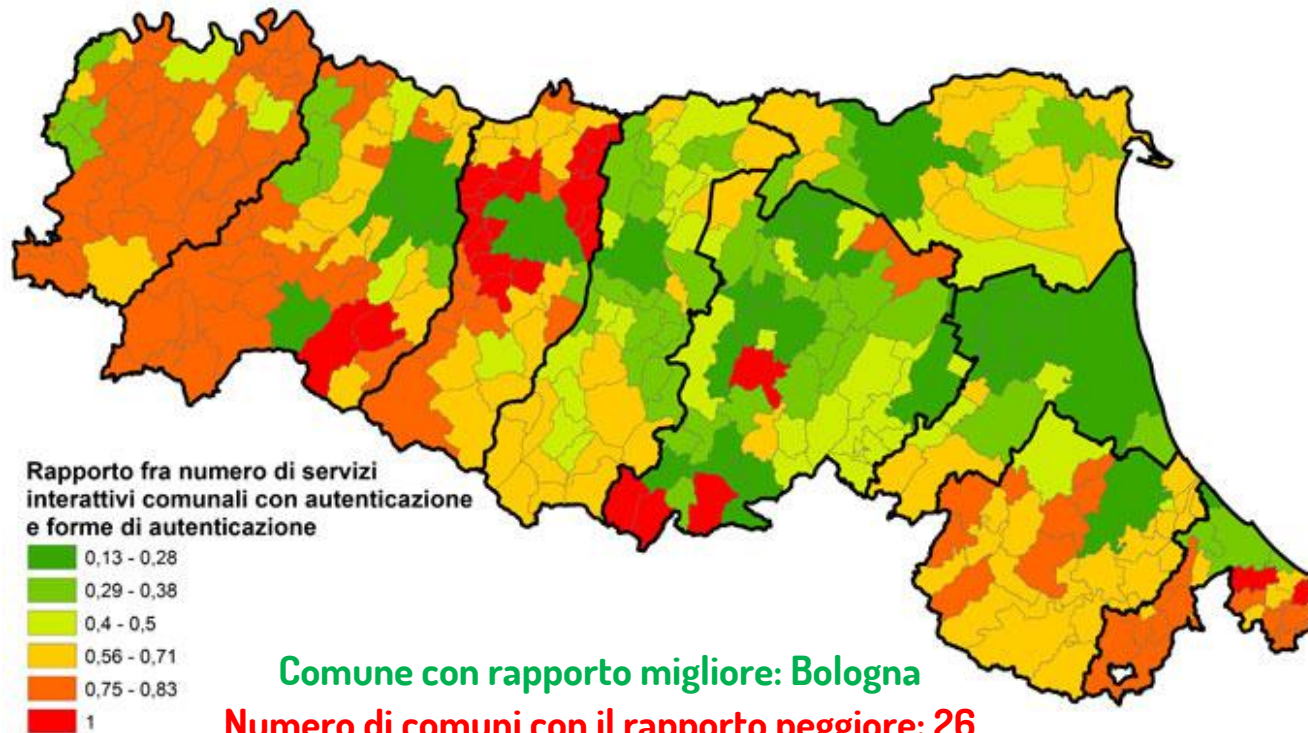 Rapporto fra numero di servizi
interattivi comunali con autenticazione
e forme di autenticazione
0,13 - 0,28
0,29 - 0,38
0,4 - 0,5
0,56 - 0,71
0,75 - 0,83
1
Comune con rapporto migliore: Bologna
Numero di comuni con il rapporto peggiore: 26